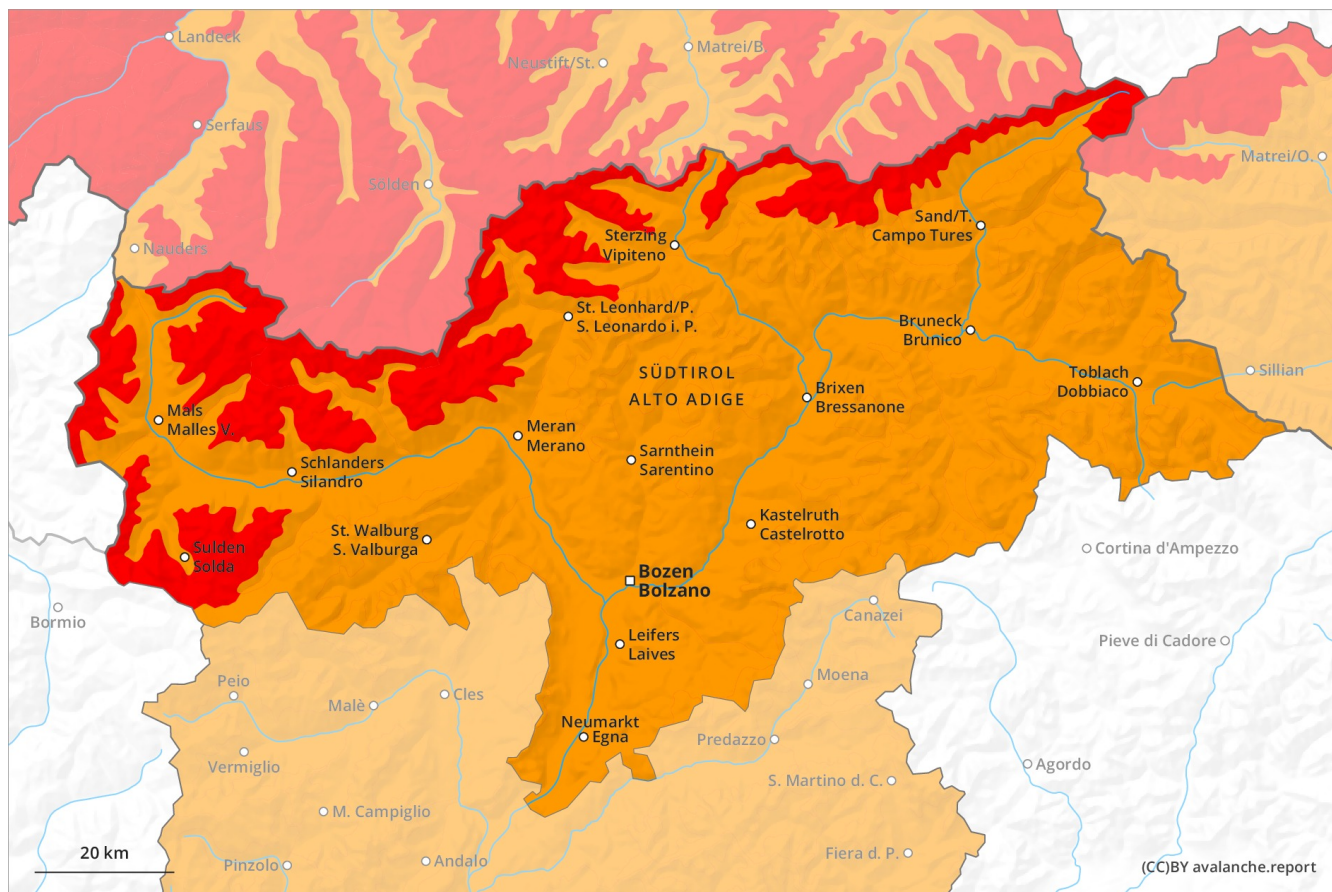 Landeck
Matrei/B
Neustift/St.
Serfaus
Matrei/O.
Sölden
Nauders
Sand/T.
Campo Tures
Sterzing
Vipiteno
St. Leonhard/P.
S. Leonardo i. P.
Bruneck
Brunico
SÜDTIROL
ALTO ADIGE
Toblach
Dobbiaco
Sillian
Brixen
Bressanone
Mals
Malles V.
Meran
Merano
Schlanders
Silandro
Sarnthein
Sarentino
St. Walburg
S. Valburga
Kastelruth
Castelrotto
Sulden
Solda
Cortina d'Ampezzo
Bozen
Bolzano
Bormio
Canazei
Leifers
Laives
Pieve di Cadore
Peio
Malè
Cles
Moena
Neumarkt
Egna
Predazzo
Vermiglio
Agordo
S. Martino d. C.
M. Campiglio
20 km
Pinzolo
Andalo
Fiera d. P.
(CC)BY avalanche.report